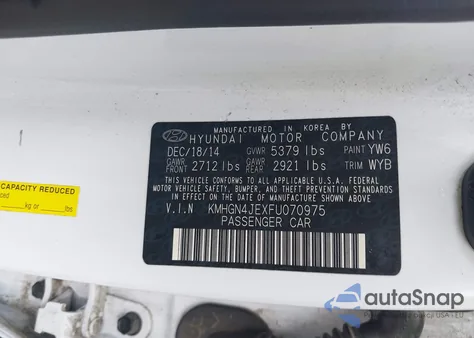 MANUFACTURED IN KOREA BY
HYUNDAI MOTOR COMPANY
DEC/18/14 GVWR 5379 lbs PAINT YW6
GAWR FRONT 2712 lbs GAWR REAR 2921 lbs TRIM WYB
THIS VEHICLE CONFORMS TO ALL APPLICABLE U.S. FEDERAL
MOTOR VEHICLE SAFETY, BUMPER, AND THEFT PREVENTION
STANDARDS IN EFFECT ON THE DATE OF MANUFACTURE SHOWN ABOVE.
V.I.N KMHGN4JEXFU070975
PASSENGER CAR
CAPACITY REDUCED
kg or lbs
autoSnap